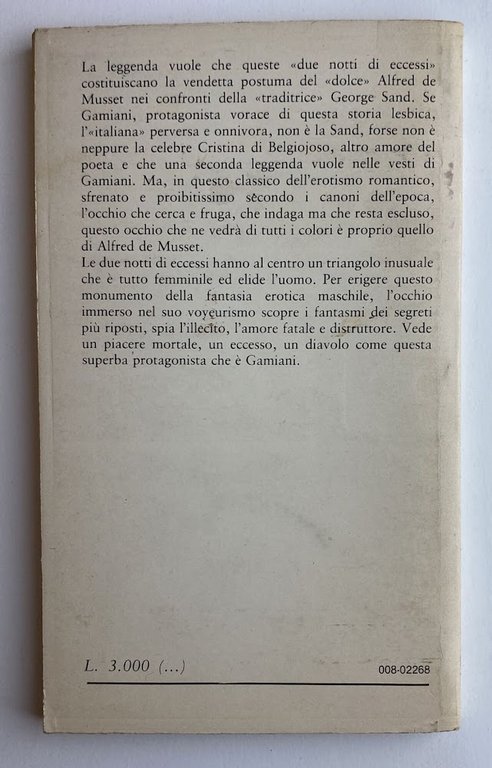 La leggenda vuole che queste «due notti di eccessi»
costituiscano la vendetta postuma del «dolce» Alfred de
Musset nei confronti della «traditrice» George Sand. Se
Gamiani, protagonista vorace di questa storia lesbica,
l'«italiana» perversa e onnivora, non è la Sand, forse non è
neppure la celebre Cristina di Belgiojoso, altro amore del
poeta e che una seconda leggenda vuole nelle vesti di
Gamiani. Ma, in questo classico dell'erotismo romantico,
sfrenato e proibitissimo secondo i canoni dell'epoca,
l'occhio che cerca e fruga, che indaga ma che resta escluso,
questo occhio che ne vedrà di tutti i colori è proprio quello
di Alfred de Musset.
Le due notti di eccessi hanno al centro un triangolo inusuale
che è tutto femminile ed elide l'uomo. Per erigere questo
monumento della fantasia erotica maschile, l'occhio
immerso nel suo voyeurismo scopre i fantasmi dei segreti
più riposti, spia l'illecito, l'amore fatale e distruttore. Vede
un piacere mortale, un eccesso, un diavolo come questa
superba protagonista che è Gamiani.
L. 3.000 (...)
008-02268